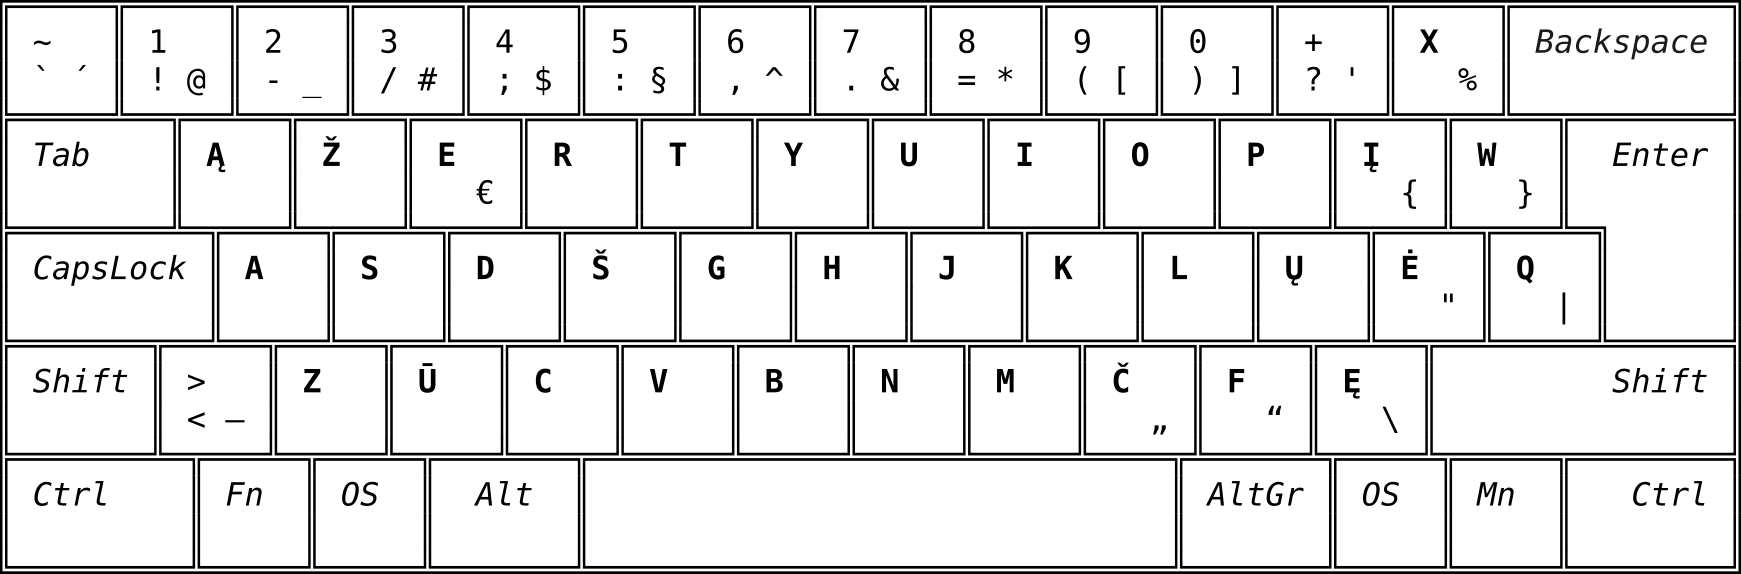 ~ 1 2 3 4 5 6 7 8 9 0 + X Backspace
` ´ ! @ - _ / # ; $ : § , ^ . & = * ( [ ) ] ? ' %
Tab Ą Ž E R T Y U I O P Į W Enter
€ { }
CapsLock A S D Š G H J K L Ų Ė Q
" |
Shift > Z Ū C V B N M Č F Ę Shift
< – „ “ \
Ctrl Fn OS Alt AltGr OS Mn Ctrl